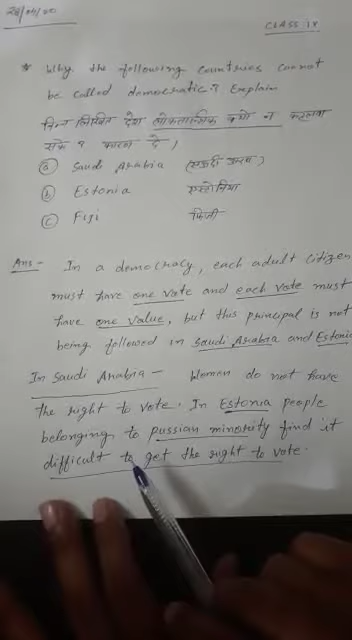 28/04/20
CLASS: IX
* Why the following countries cannot
be called democratic? Explain
निम्न लिखित देश लोकतान्त्रिक क्यों न कहलवा
सके ? कारण दे ,
(a) Saudi Arabia (सऊदी अरब)
(b) Estonia एस्टोनिया
(c) Fiji फिजी
Ans:- In a democracy, each adult citizen
must have one vote and each vote must
have one value, but this principal is not
being followed in Saudi Arabia and Estonia
In Saudi Arabia - Women do not have
the right to vote. In Estonia people
belonging to pussian minority find it
difficult to get the right to vote.